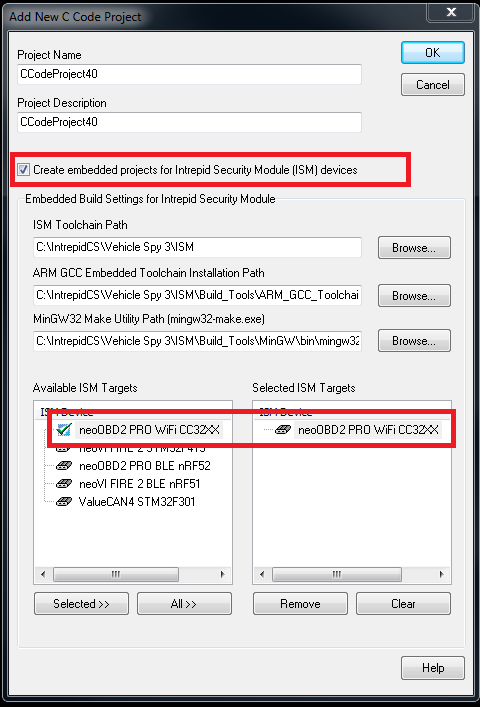 Add New C Code Project
Project Name
CCodeProject40
OK
Cancel
Project Description
CCodeProject40
Create embedded projects for Intrepid Security Module (ISM) devices
Embedded Build Settings for Intrepid Security Module
ISM Toolchain Path
C:\IntrepidCS\Vehicle Spy 3\ISM
Browse...
ARM GCC Embedded Toolchain Installation Path
C:\IntrepidCS\Vehicle Spy 3\ISM\Build_Tools\ARM_GCC_Toolchai
Browse...
MinGW32 Make Utility Path (mingw32-make.exe)
C:\IntrepidCS\Vehicle Spy 3\ISM\Build_Tools\MinGW\bin\mingw32
Browse...
Available ISM Targets
ISM Device
neoOBD2 PRO WiFi CC32XX
neoVI FIRE 2 STM32F415
neoOBD2 PRO BLE nRF52
neoVI FIRE 2 BLE nRF51
ValueCAN4 STM32F301
Selected ISM Targets
ISM Device
neoOBD2 PRO WiFi CC32XX
Selected >>
All >>
Remove
Clear
Help